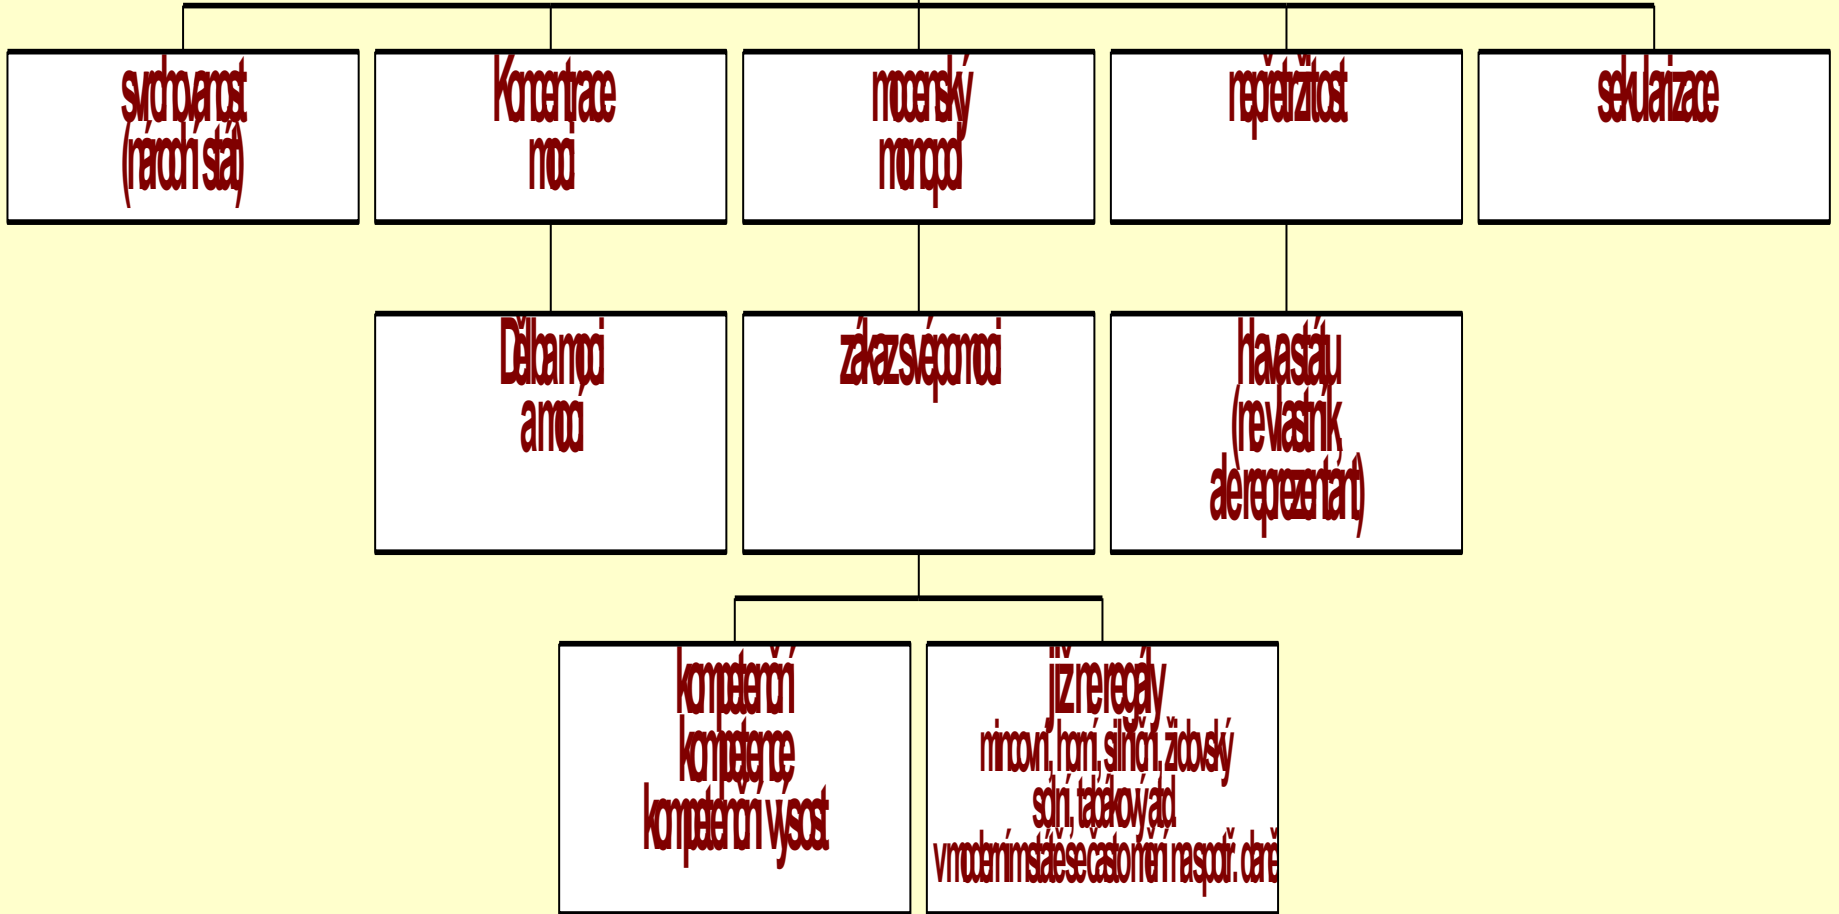 svrchovanost
(národní stát)
Koncentrace
moci
mocenský
monopol
nepřetržitost
sekularizace
Dělba moci
a mocí
zákaz svépomoci
hlava státu
(ne vlastník,
ale reprezentánt)
kompetenční
kompetence
kompetenční výsost
již ne regály
mincovní, horní, silniční, židovský
solní, tabákový atd.
v moderním státě se často mění na spotř. daně